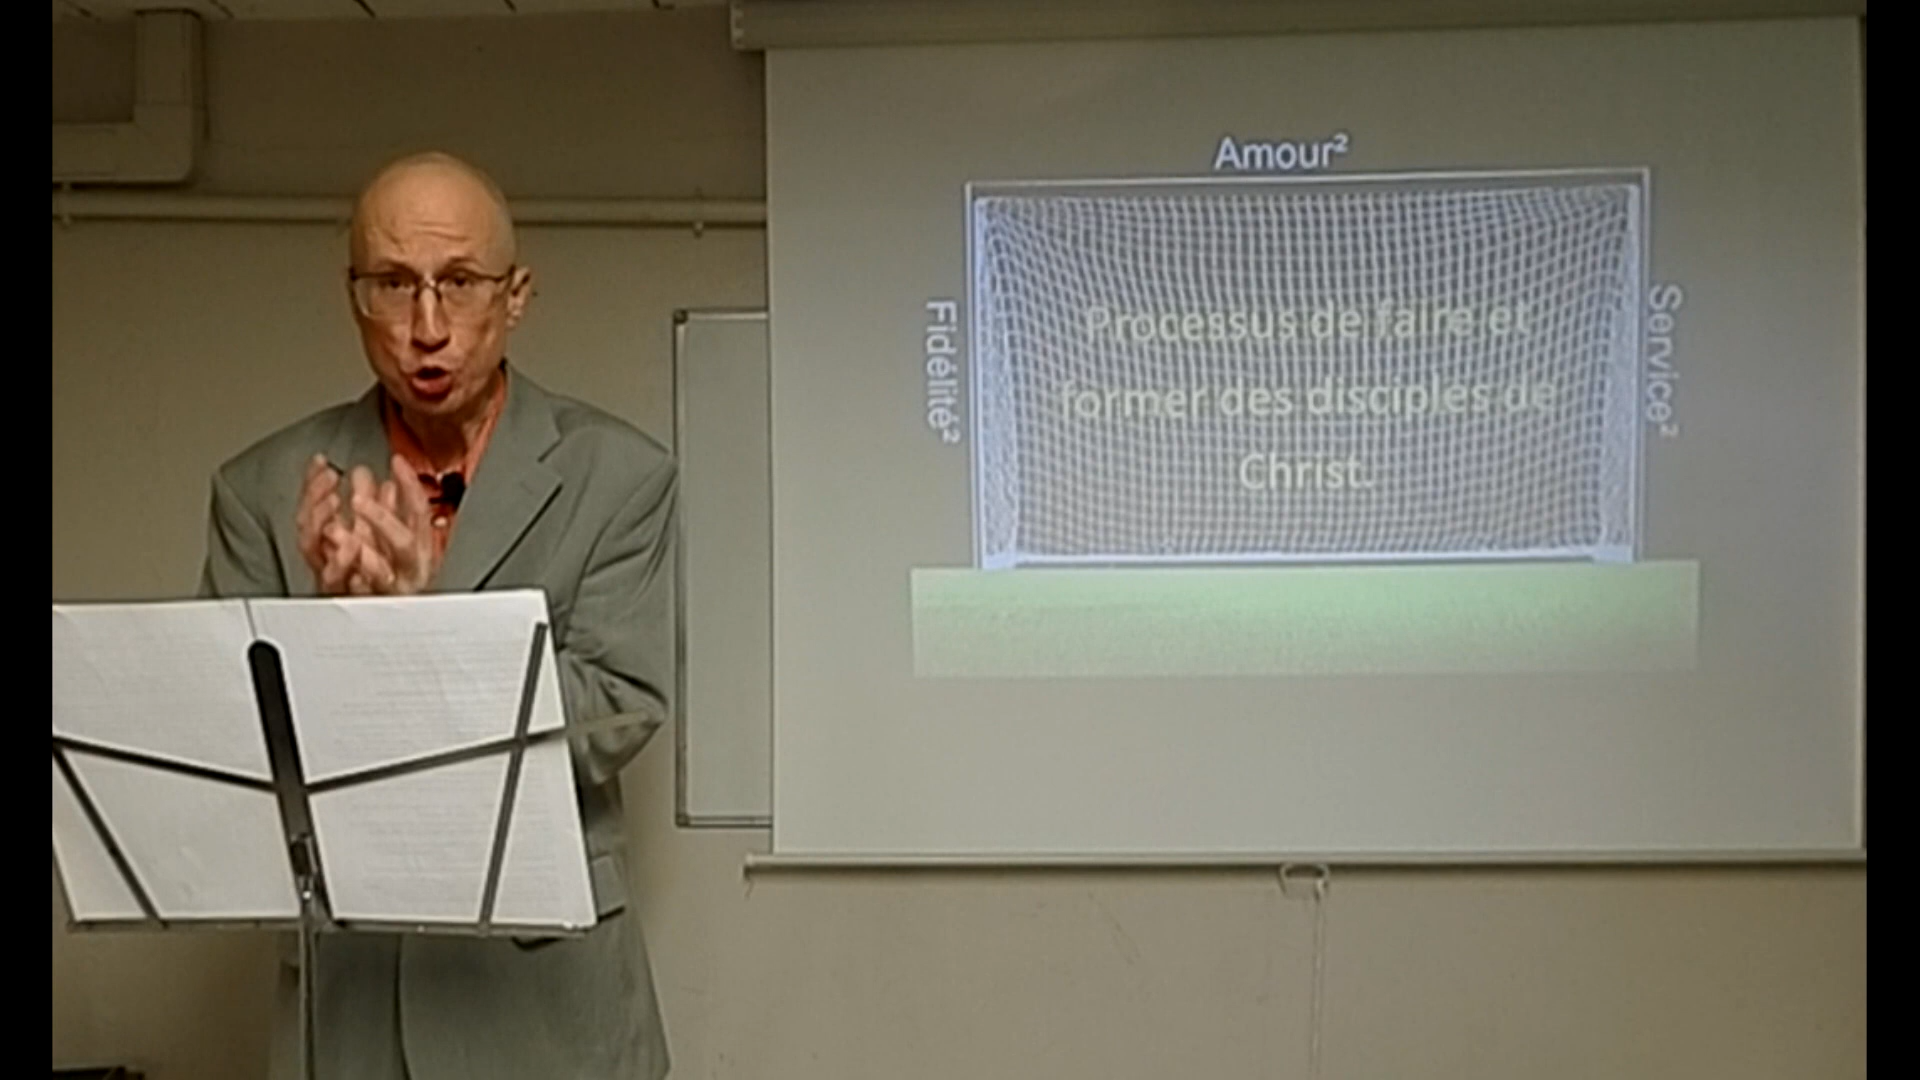 Amour²
Fidélité²
Processus de faire et
former des disciples de
Christ.
Service²